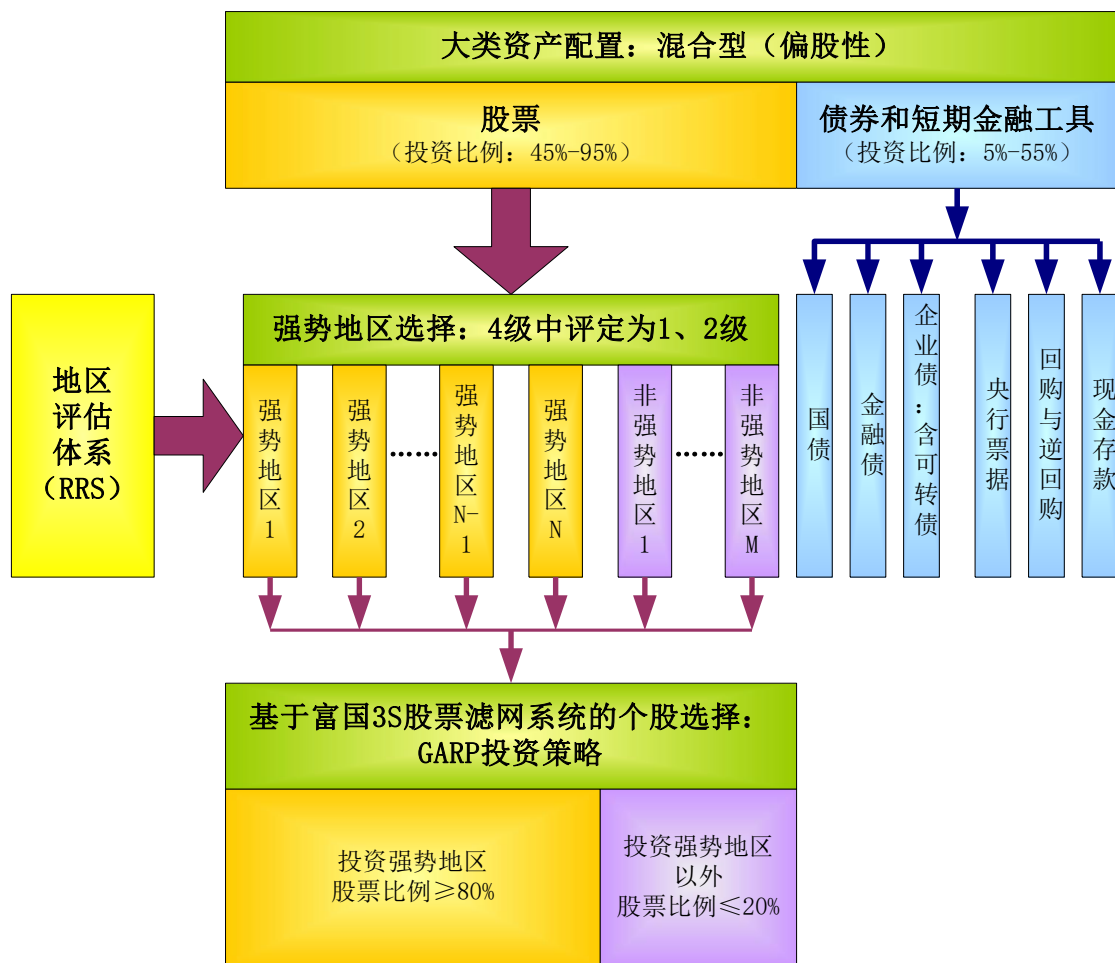 大类资产配置：混合型（偏股性）
股票
（投资比例：45%-95%）
债券和短期金融工具
（投资比例：5%-55%）
地区
评估
体系
（RRS）
强势地区选择：4级中评定为1、2级
强势地区1
强势地区2
……
强势地区N-1
强势地区N
非强势地区1
……
非强势地区M
国债
金融债
企业债：含可转债
央行票据
回购与逆回购
现金存款
基于富国3S股票滤网系统的个股选择：
GARP投资策略
投资强势地区
股票比例≥80%
投资强势地区
以外
股票比例≤20%